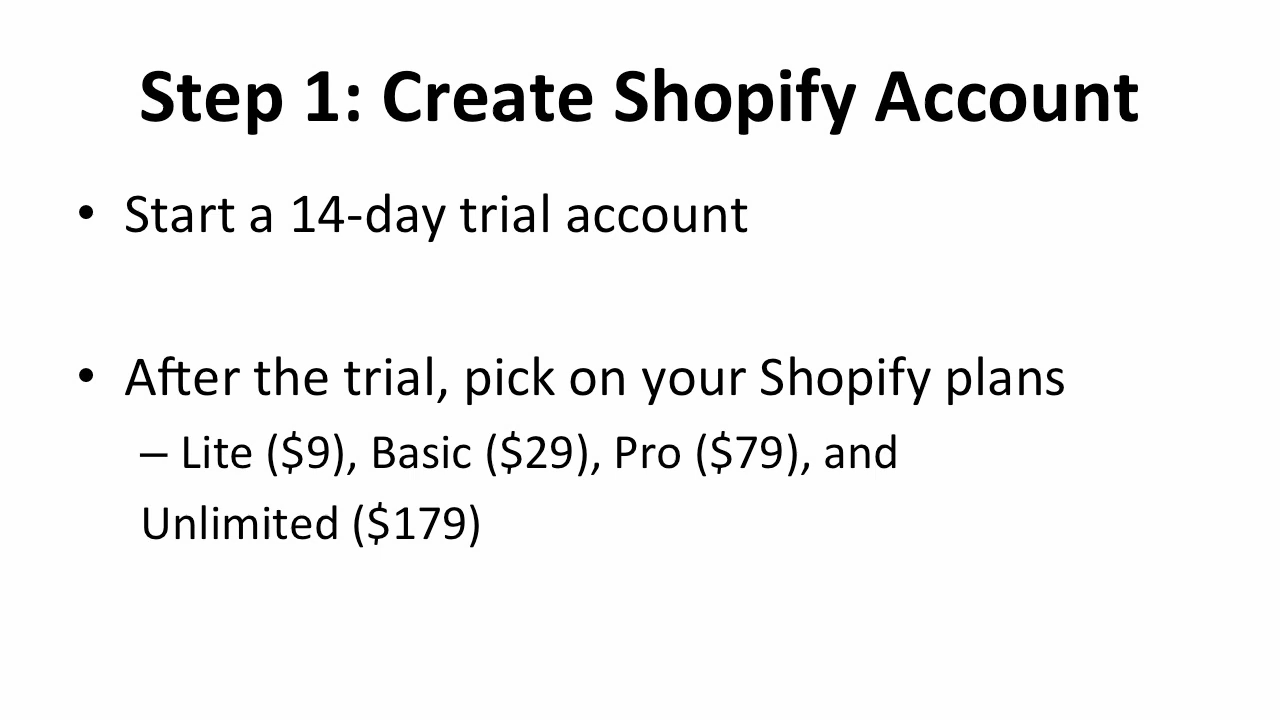 Step 1: Create Shopify Account
• Start a 14-day trial account
• After the trial, pick on your Shopify plans
– Lite ($9), Basic ($29), Pro ($79), and
Unlimited ($179)